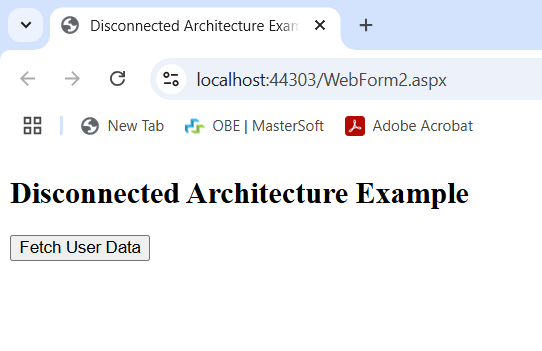 Disconnected Architecture Exam
localhost:44303/WebForm2.aspx
New Tab
OBE | MasterSoft
Adobe Acrobat
Disconnected Architecture Example
Fetch User Data